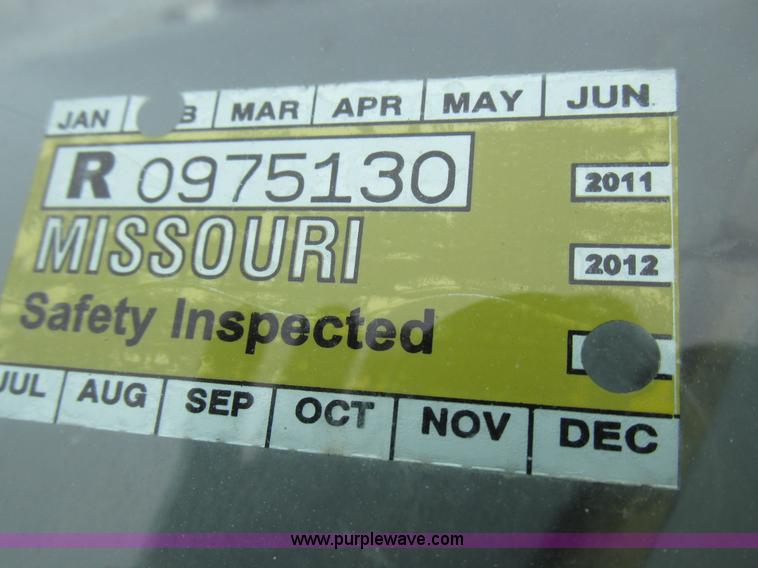 JAN B MAR APR MAY JUN
R 0975130
2011
MISSOURI
2012
Safety Inspected
JUL AUG SEP OCT NOV DEC
www.purplewave.com